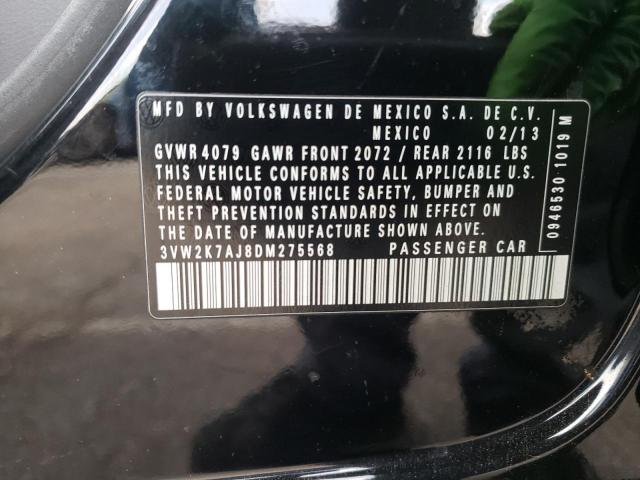 MFD BY VOLKSWAGEN DE MEXICO S.A. DE C.V.
MEXICO 02/13
GVWR 4079 GAWR FRONT 2072 / REAR 2116 LBS
THIS VEHICLE CONFORMS TO ALL APPLICABLE U.S.
FEDERAL MOTOR VEHICLE SAFETY, BUMPER AND
THEFT PREVENTION STANDARDS IN EFFECT ON
THE DATE OF MANUFACTURE SHOWN ABOVE.
3VW2K7AJ8DM275568 PASSENGER CAR
0946530 1019 M